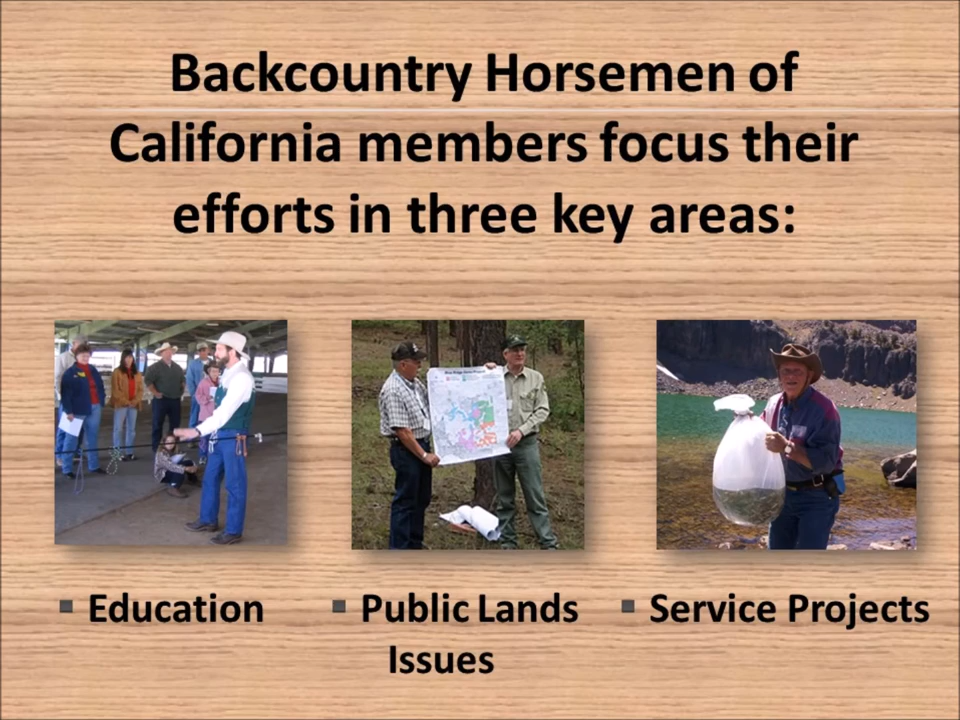 Backcountry Horsemen of
California members focus their
efforts in three key areas:
▪ Education
▪ Public Lands
Issues
▪ Service Projects